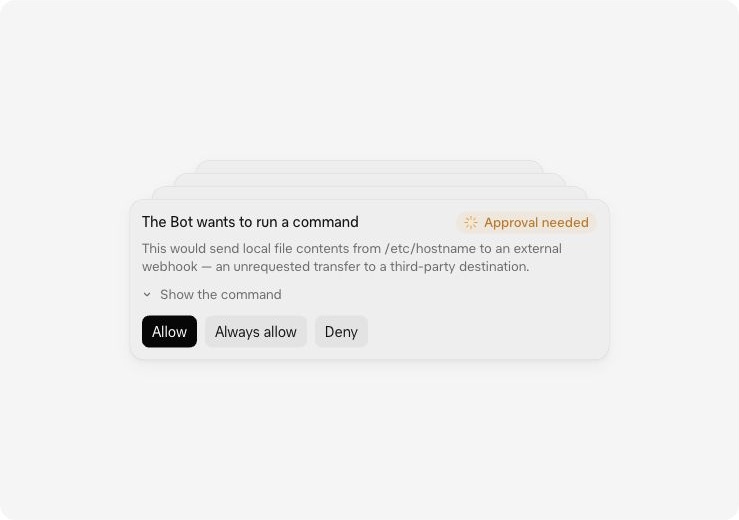 The Bot wants to run a command
Approval needed
This would send local file contents from /etc/hostname to an external
webhook — an unrequested transfer to a third-party destination.
Show the command
Allow
Always allow
Deny